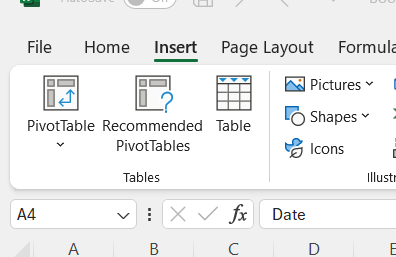 File Home Insert Page Layout
PivotTable Recommended PivotTables Table
Pictures
Shapes
Icons
Tables
A4 fx Date
A B C D